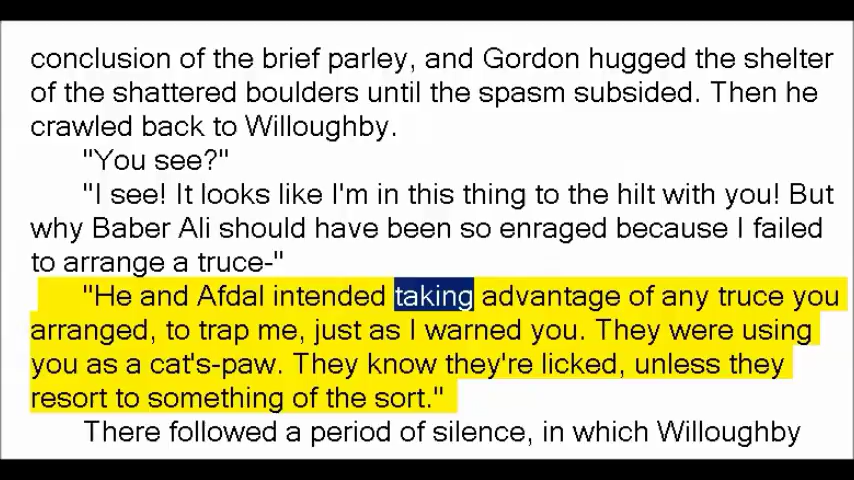 conclusion of the brief parley, and Gordon hugged the shelter
of the shattered boulders until the spasm subsided. Then he
crawled back to Willoughby.
"You see?"
"I see! It looks like I'm in this thing to the hilt with you! But
why Baber Ali should have been so enraged because I failed
to arrange a truce-"
"He and Afdal intended taking advantage of any truce you
arranged, to trap me, just as I warned you. They were using
you as a cat's-paw. They know they're licked, unless they
resort to something of the sort."
There followed a period of silence, in which Willoughby